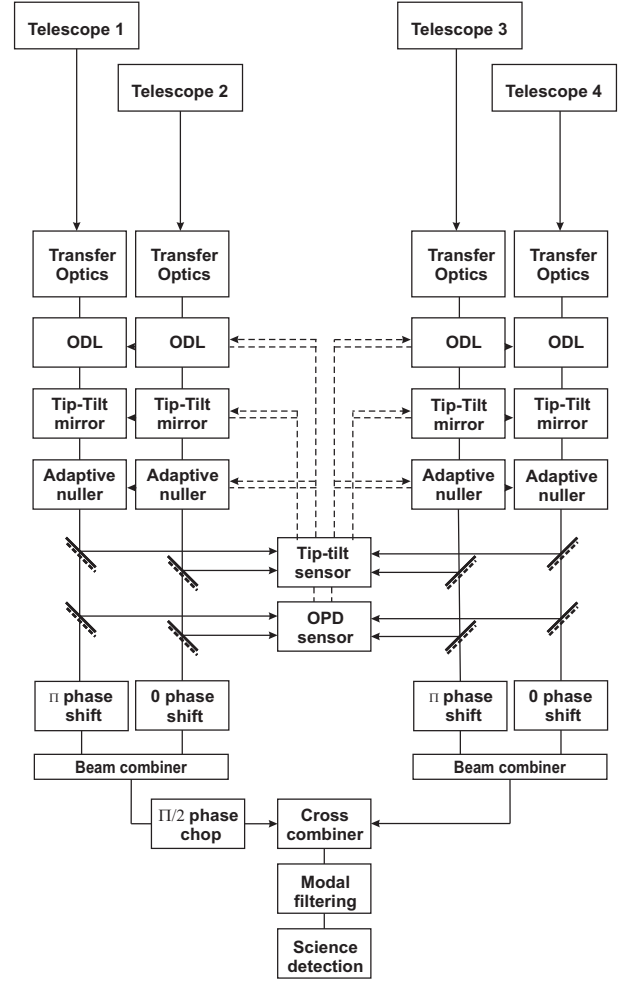 Telescope 1
Telescope 3
Telescope 2
Telescope 4
Transfer
Optics
Transfer
Optics
Transfer
Optics
Transfer
Optics
ODL
ODL
ODL
ODL
Tip-Tilt
mirror
Tip-Tilt
mirror
Tip-Tilt
mirror
Tip-Tilt
mirror
Adaptive
nuller
Adaptive
nuller
Adaptive
nuller
Adaptive
nuller
Tip-tilt
sensor
OPD
sensor
Π phase
shift
0 phase
shift
Π phase
shift
0 phase
shift
Beam combiner
Beam combiner
Π/2 phase
chop
Cross
combiner
Modal
filtering
Science
detection